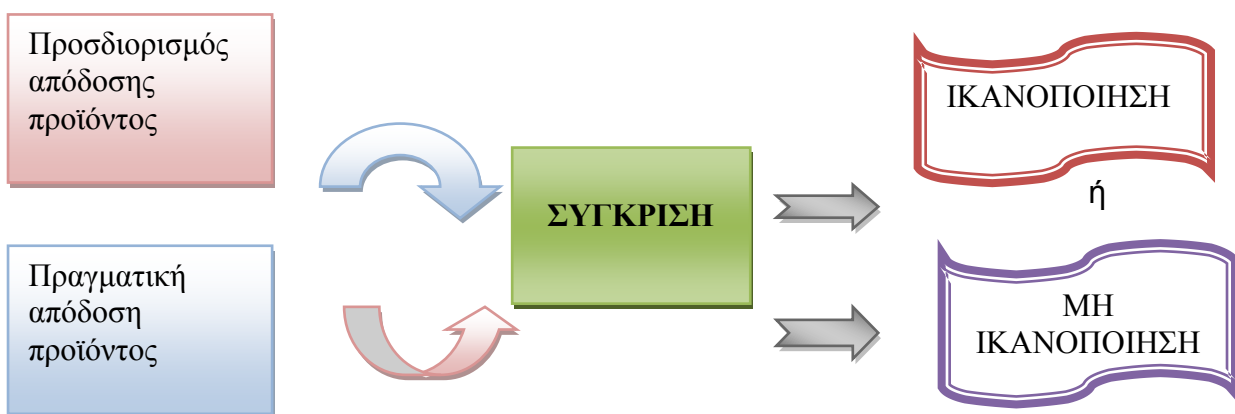 Προσδιορισμός
απόδοσης
προϊόντος
Πραγματική
απόδοση
προϊόντος
ΣΥΓΚΡΙΣΗ
ΙΚΑΝΟΠΟΙΗΣΗ
ή
ΜΗ
ΙΚΑΝΟΠΟΙΗΣΗ